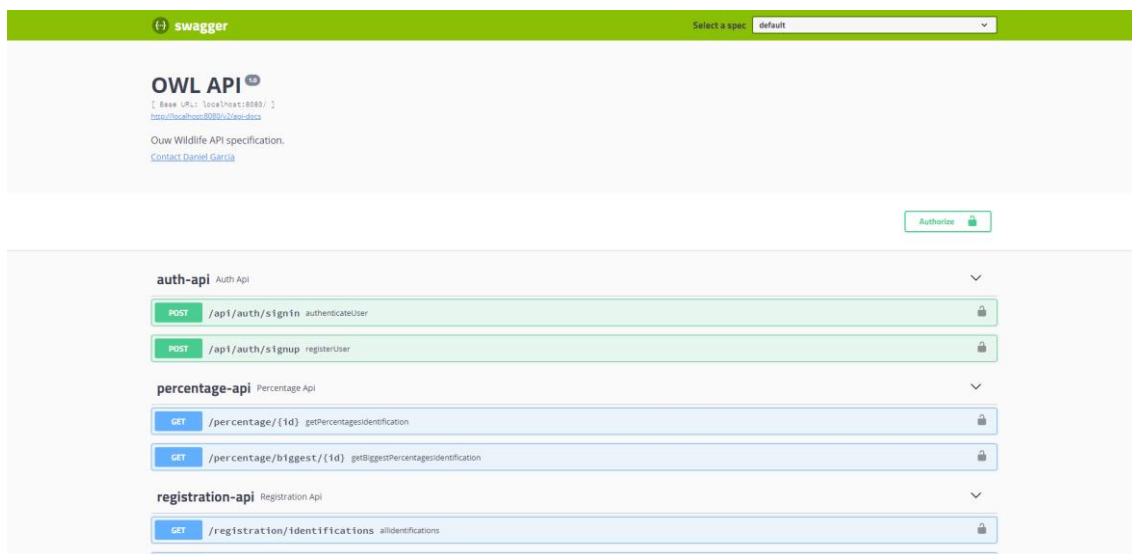 swagger
Select a spec default
OWL API 1.0
[ Base URL: localhost:8080/ ]
http://localhost:8080/v2/api-docs
Ouw Wildlife API specification.
Contact Daniel García
Authorize
auth-api Auth Api
POST /api/auth/signin authenticateUser
POST /api/auth/signup registerUser
percentage-api Percentage Api
GET /percentage/{id} getPercentagesIdentification
GET /percentage/biggest/{id} getBiggestPercentagesIdentification
registration-api Registration Api
GET /registration/identifications allIdentifications